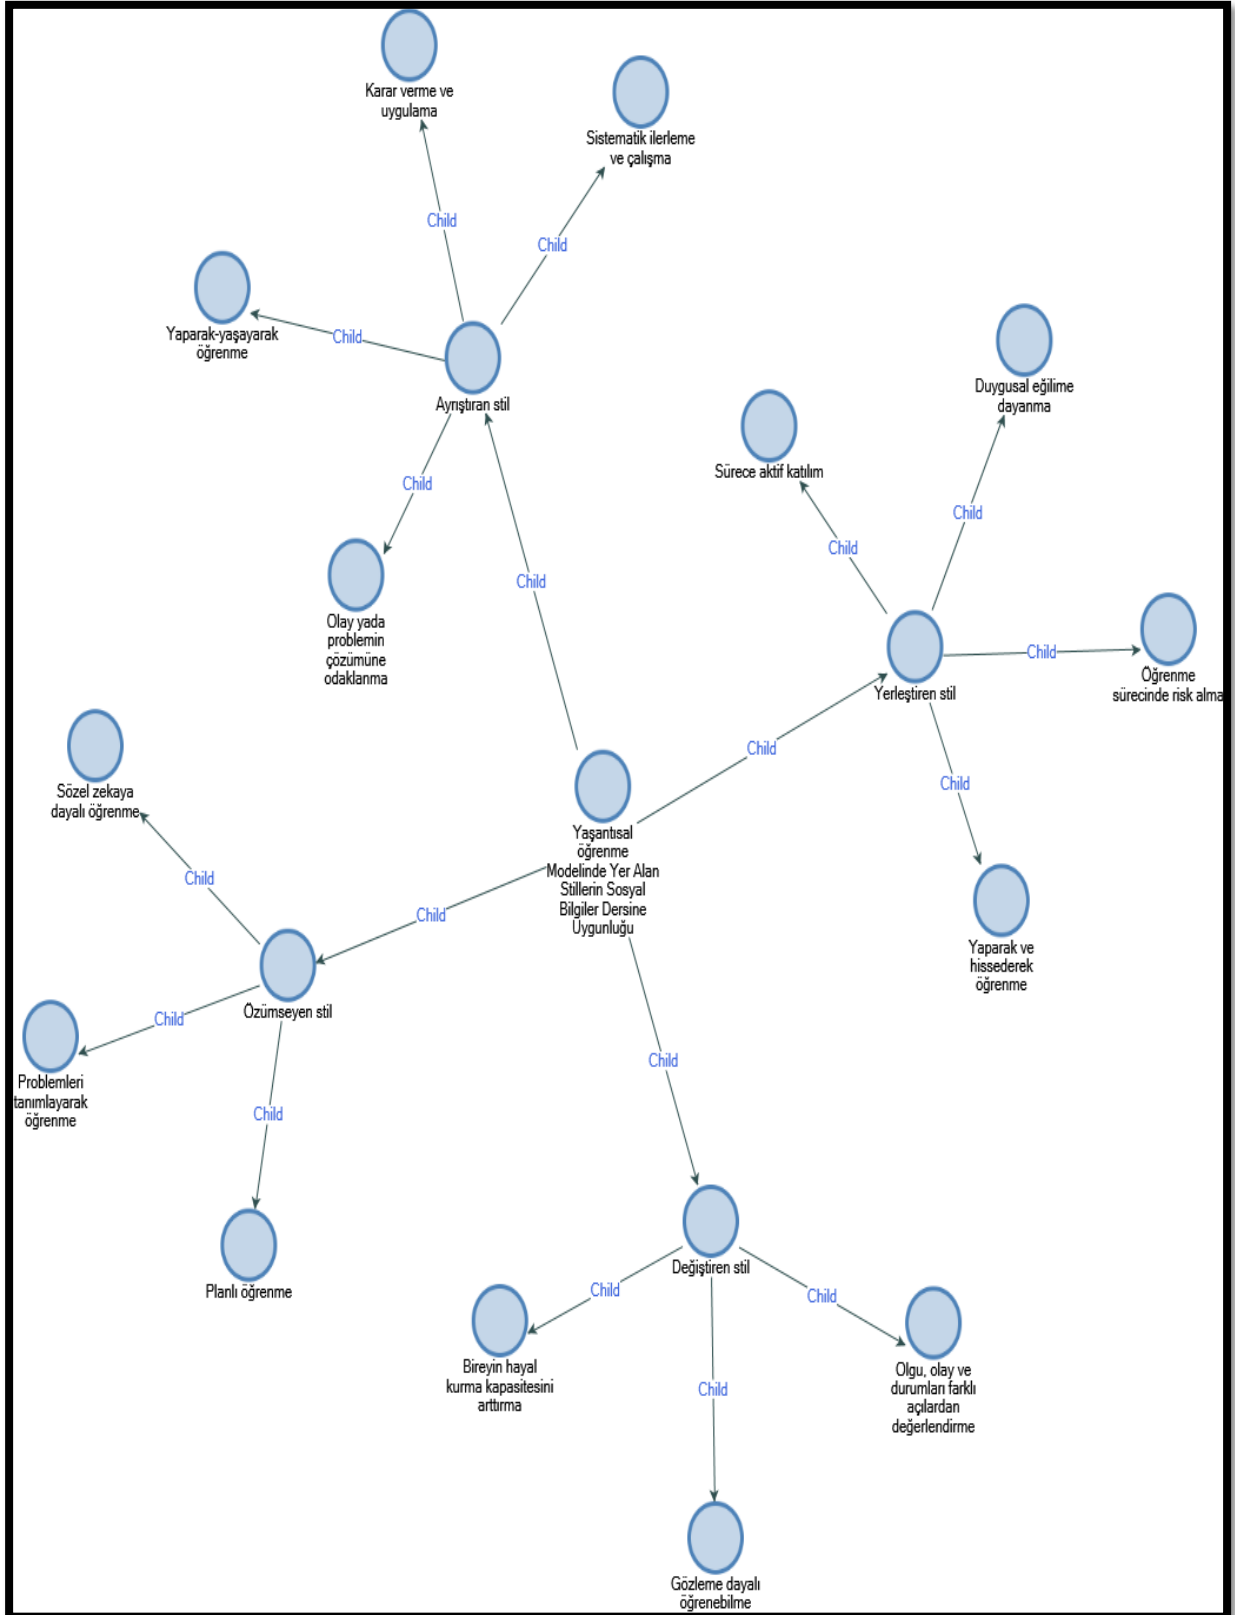 Karar verme ve
uygulama
Sistematik ilerleme
ve çalışma
Child
Child
Yaparak-yaşayarak
öğrenme
Child
Ayrıştıran stil
Duygusal eğilime
dayanma
Sürece aktif katılım
Child
Child
Child
Child
Olay yada
problemin
çözümüne
odaklanma
Child
Öğrenme
sürecinde risk alma
Yerleştiren stil
Child
Child
Sözel zekaya
dayalı öğrenme
Yaşantısal
öğrenme
Modelinde Yer Alan
Stillerin Sosyal
Bilgiler Dersine
Uygunluğu
Child
Child
Yaparak ve
hissederek
öğrenme
Özümseyen stil
Child
Problemleri
tanımlayarak
öğrenme
Child
Child
Planlı öğrenme
Değiştiren stil
Child
Child
Bireyin hayal
kurma kapasitesini
arttırma
Child
Olgu, olay ve
durumları farklı
açılardan
değerlendirme
Gözleme dayalı
öğrenebilme